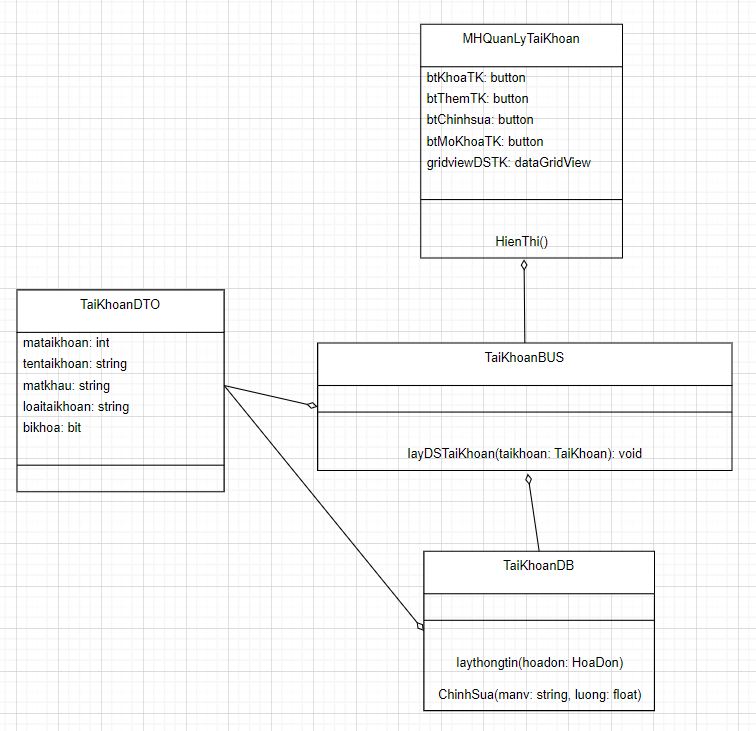 MHQuanLyTaiKhoan
btKhoaTK: button
btThemTK: button
btChinhsua: button
btMoKhoaTK: button
gridviewDSTK: dataGridView
HienThi()
TaiKhoanDTO
mataikhoan: int
tentaikhoan: string
matkhau: string
loaitaikhoan: string
bikhoa: bit
TaiKhoanBUS
layDSTaiKhoan(taikhoan: TaiKhoan): void
TaiKhoanDB
laythongtin(hoadon: HoaDon)
ChinhSua(manv: string, luong: float)